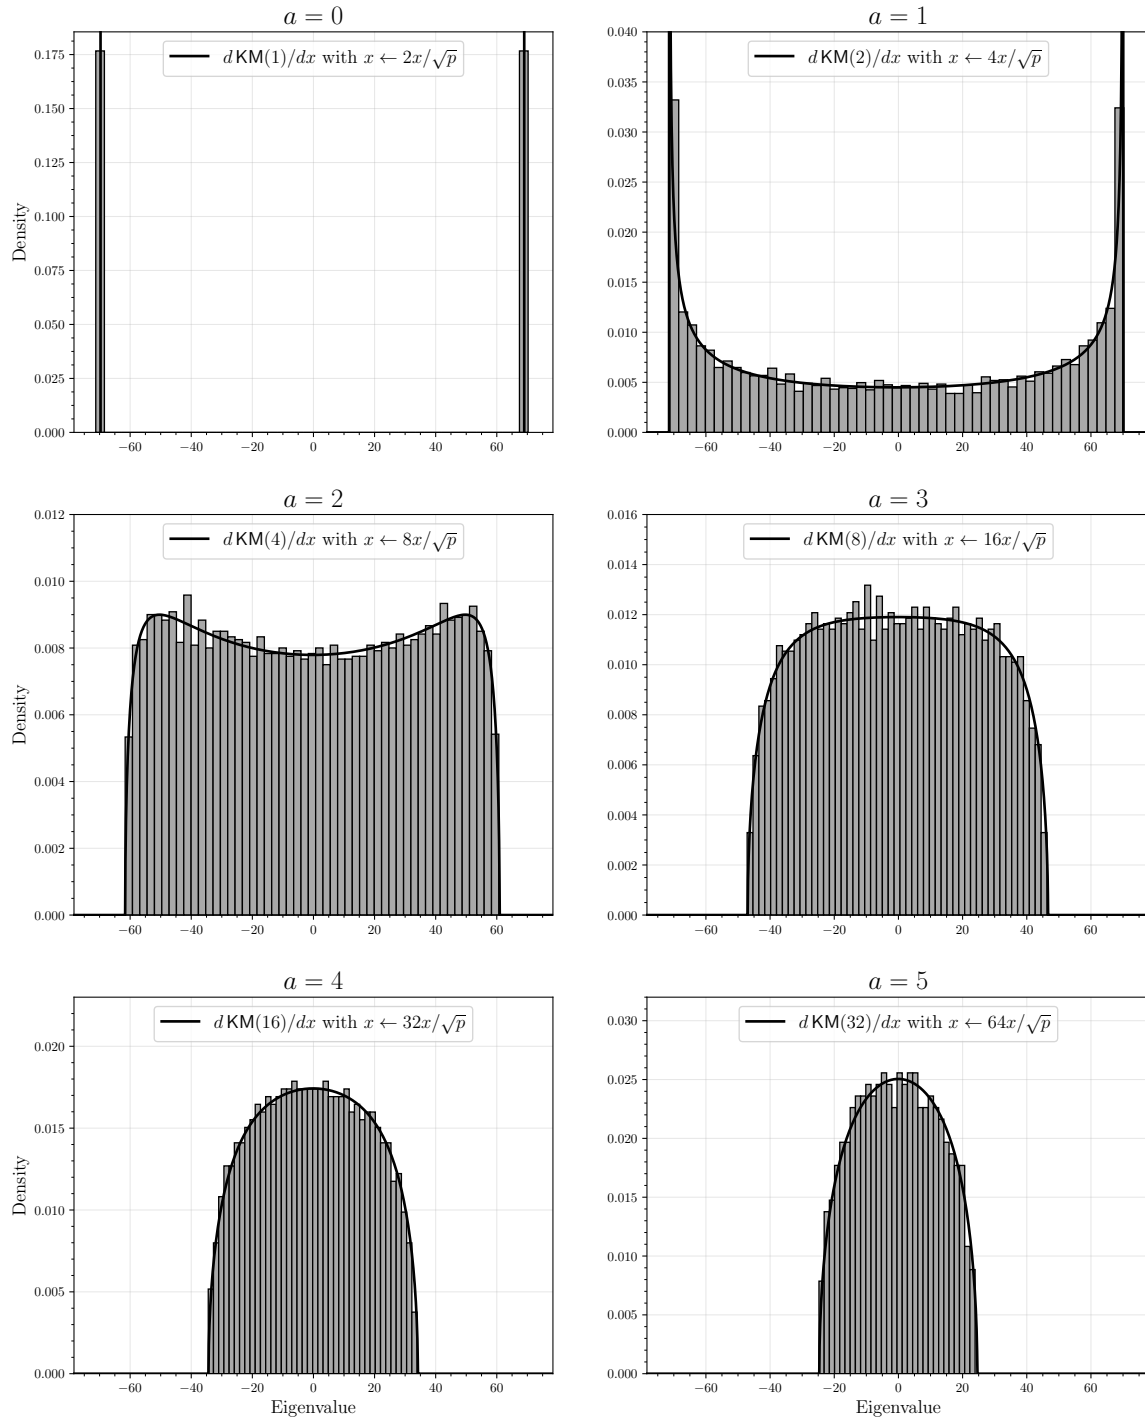 a = 0
d KM(1)/dx with x ← 2x/√p
0.175
0.150
0.125
0.100
0.075
0.050
0.025
0.000
Density
−60 −40 −20 0 20 40 60
a = 1
d KM(2)/dx with x ← 4x/√p
0.040
0.035
0.030
0.025
0.020
0.015
0.010
0.005
0.000
−60 −40 −20 0 20 40 60
a = 2
d KM(4)/dx with x ← 8x/√p
0.012
0.010
0.008
0.006
0.004
0.002
0.000
Density
−60 −40 −20 0 20 40 60
a = 3
d KM(8)/dx with x ← 16x/√p
0.016
0.014
0.012
0.010
0.008
0.006
0.004
0.002
0.000
−60 −40 −20 0 20 40 60
a = 4
d KM(16)/dx with x ← 32x/√p
0.020
0.015
0.010
0.005
0.000
Density
−60 −40 −20 0 20 40 60
Eigenvalue
a = 5
d KM(32)/dx with x ← 64x/√p
0.030
0.025
0.020
0.015
0.010
0.005
0.000
−60 −40 −20 0 20 40 60
Eigenvalue